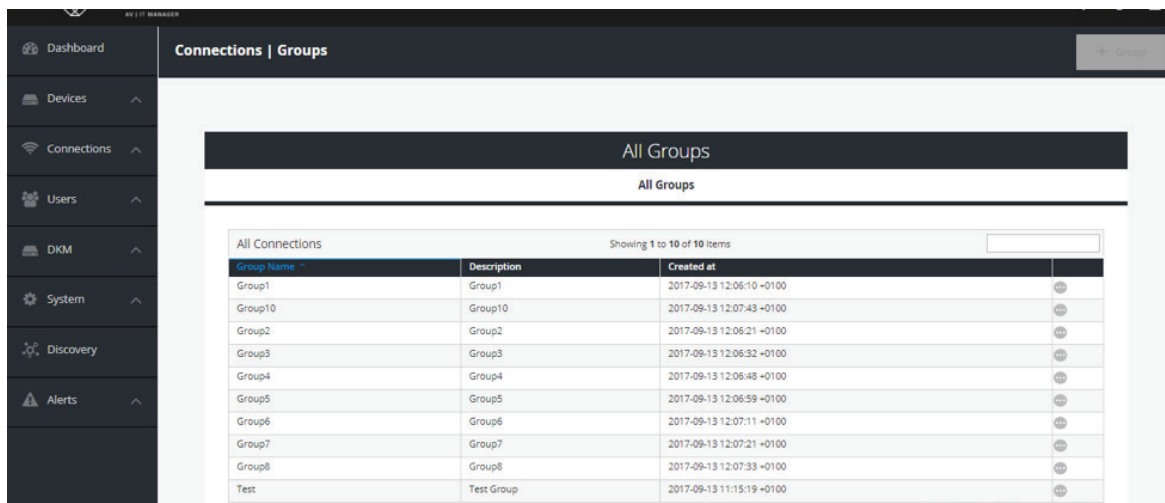 AV | IT MANAGER
Dashboard
Connections | Groups
+ Group
Devices
Connections
Users
DKM
System
Discovery
Alerts
All Groups
All Groups
All Connections Showing 1 to 10 of 10 Items
Group Name Description Created at
Group1 Group1 2017-09-13 12:06:10 +0100
Group10 Group10 2017-09-13 12:07:43 +0100
Group2 Group2 2017-09-13 12:06:21 +0100
Group3 Group3 2017-09-13 12:06:32 +0100
Group4 Group4 2017-09-13 12:06:48 +0100
Group5 Group5 2017-09-13 12:06:59 +0100
Group6 Group6 2017-09-13 12:07:11 +0100
Group7 Group7 2017-09-13 12:07:21 +0100
Group8 Group8 2017-09-13 12:07:33 +0100
Test Test Group 2017-09-13 11:15:19 +0100